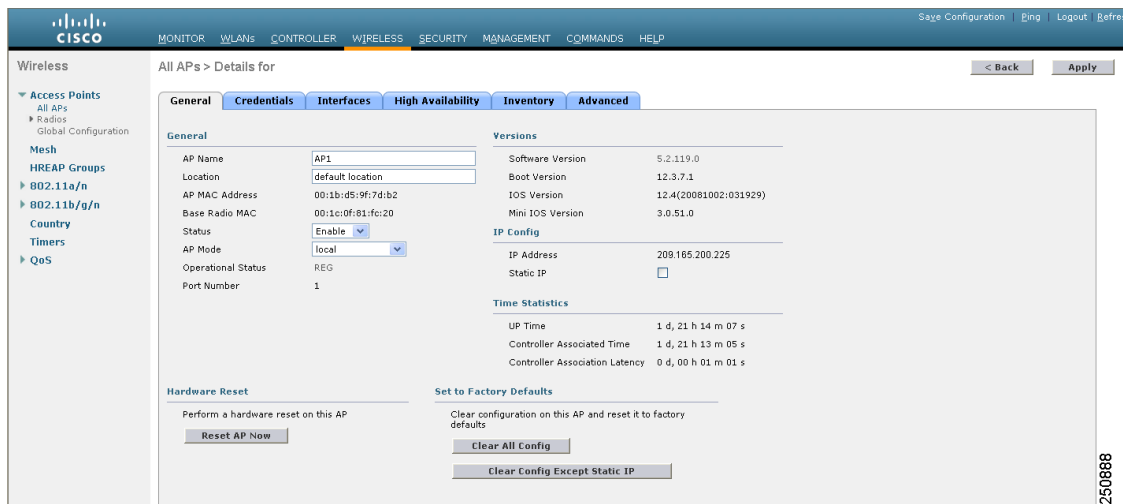 Save Configuration | Ping | Logout | Refre
CISCO
MONITOR WLANs CONTROLLER WIRELESS SECURITY MANAGEMENT COMMANDS HELP
Wireless
All APs > Details for
< Back
Apply
Access Points
All APs
Radios
Global Configuration
Mesh
HREAP Groups
802.11a/n
802.11b/g/n
Country
Timers
QoS
General Credentials Interfaces High Availability Inventory Advanced
General
AP Name AP1
Location default location
AP MAC Address 00:1b:d5:9f:7d:b2
Base Radio MAC 00:1c:0f:81:fc:20
Status Enable
AP Mode local
Operational Status REG
Port Number 1
Versions
Software Version 5.2.119.0
Boot Version 12.3.7.1
IOS Version 12.4(20081002:031929)
Mini IOS Version 3.0.51.0
IP Config
IP Address 209.165.200.225
Static IP
Time Statistics
UP Time 1 d, 21 h 14 m 07 s
Controller Associated Time 1 d, 21 h 13 m 05 s
Controller Association Latency 0 d, 00 h 01 m 01 s
Hardware Reset
Perform a hardware reset on this AP
Reset AP Now
Set to Factory Defaults
Clear configuration on this AP and reset it to factory
defaults
Clear All Config
Clear Config Except Static IP
250888